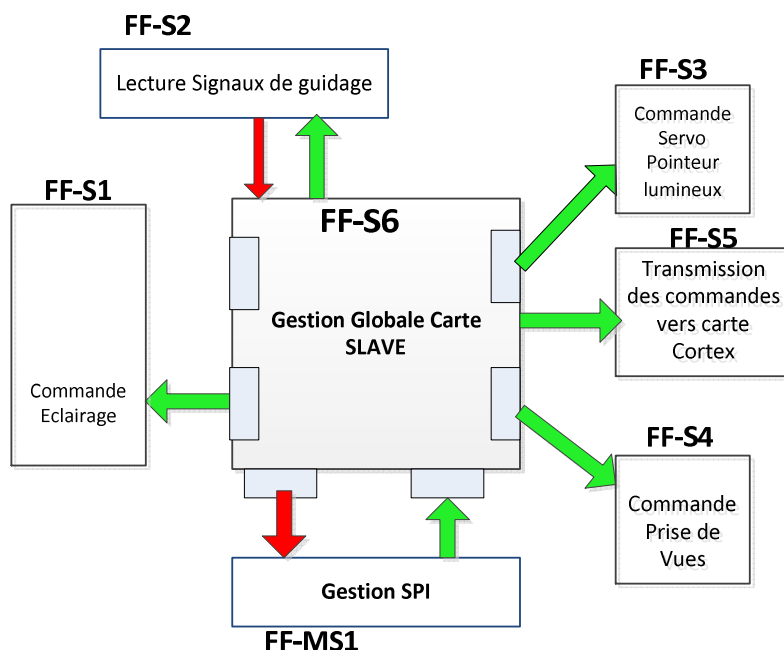 FF-S2
Lecture Signaux de guidage
FF-S3
Commande
Servo
Pointeur
lumineux
FF-S1
Commande
Eclairage
FF-S6
Gestion Globale Carte
SLAVE
FF-S5
Transmission
des commandes
vers carte
Cortex
FF-S4
Commande
Prise de
Vues
Gestion SPI
FF-MS1